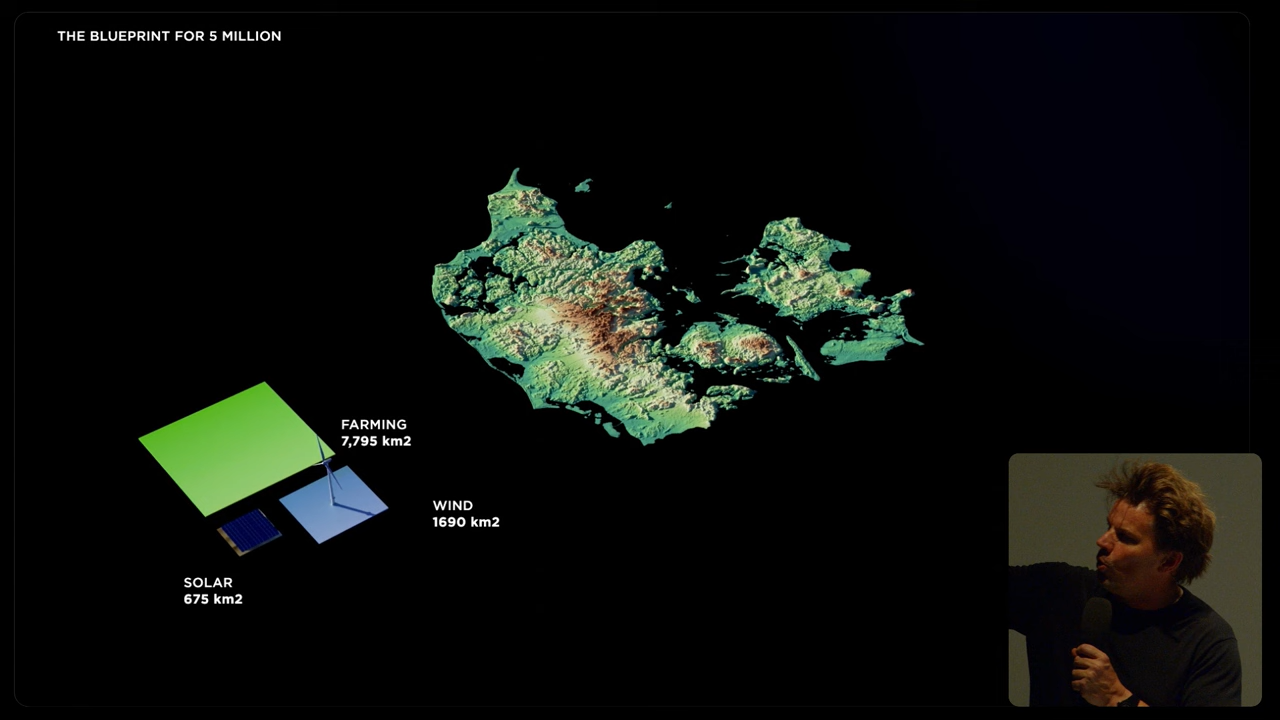 THE BLUEPRINT FOR 5 MILLION
FARMING
7,795 km2
WIND
1690 km2
SOLAR
675 km2